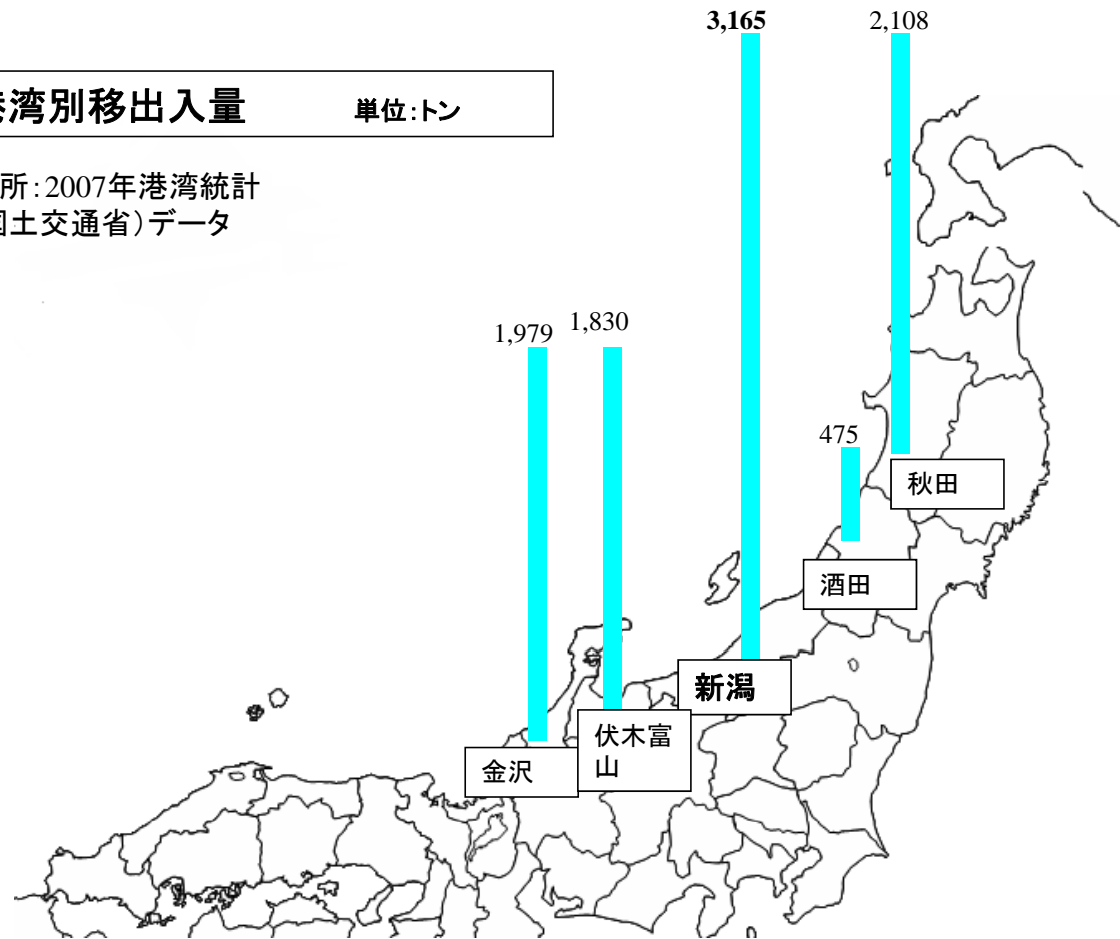 3,165
2,108
湾別移出入量 単位:トン
所:2007年港湾統計
土交通省)データ
1,979
1,830
475
秋田
酒田
新潟
伏木富
山
金沢